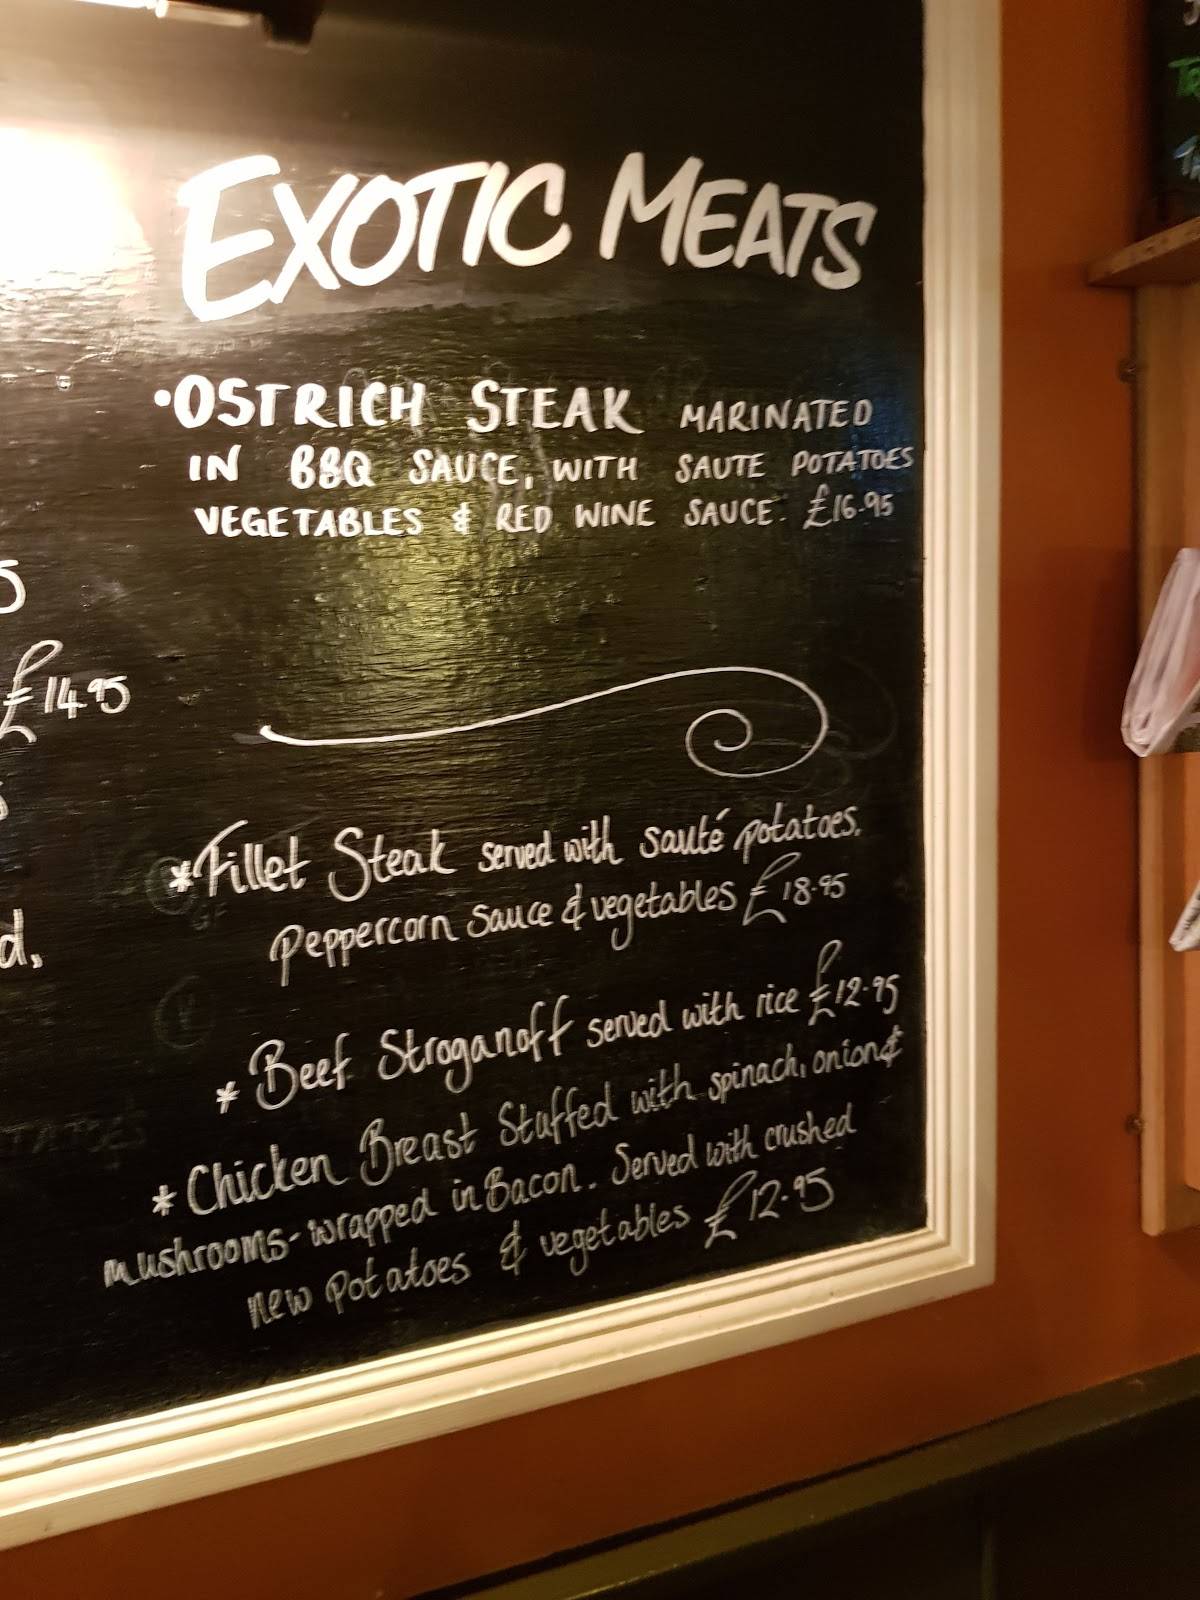 EXOTIC MEATS
•OSTRICH STEAK MARINATED
IN BBQ SAUCE, WITH SAUTE POTATOES
VEGETABLES & RED WINE SAUCE. £16.95
5
£14.95
d,
*Fillet Steak served with sauté potatoes.
Peppercorn Sauce & vegetables £18.95
* Beef Stroganoff served with rice £12.95
* Chicken Breast Stuffed with spinach, onion &
mushrooms-wrapped in Bacon. Served with crushed
new potatoes & vegetables £12.95